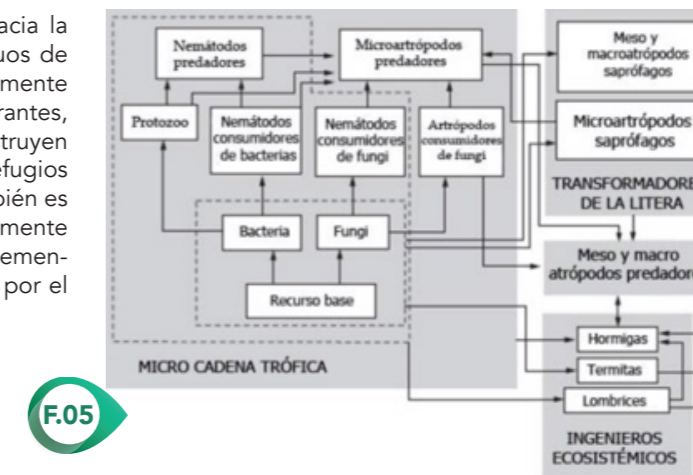 acia la
uos de
mente
rantes,
truyen
efugios
bién es
mente
emen-
por el
F.05
Nemátodos
predadores
Microartrópodos
predadores
Protozoo
Nemátodos
consumidores
de bacterias
Nemátodos
consumidores
de fungi
Artrópodos
consumidores
de fungi
Bacteria
Fungi
Recurso base
MICRO CADENA TRÓFICA
Meso y
macroatrópodos
saprófagos
Microartrópodos
saprófagos
TRANSFORMADORE
DE LA LITERA
Meso y macro
atrópodos predador
Hormigas
Termitas
Lombrices
INGENIEROS
ECOSISTÉMICOS